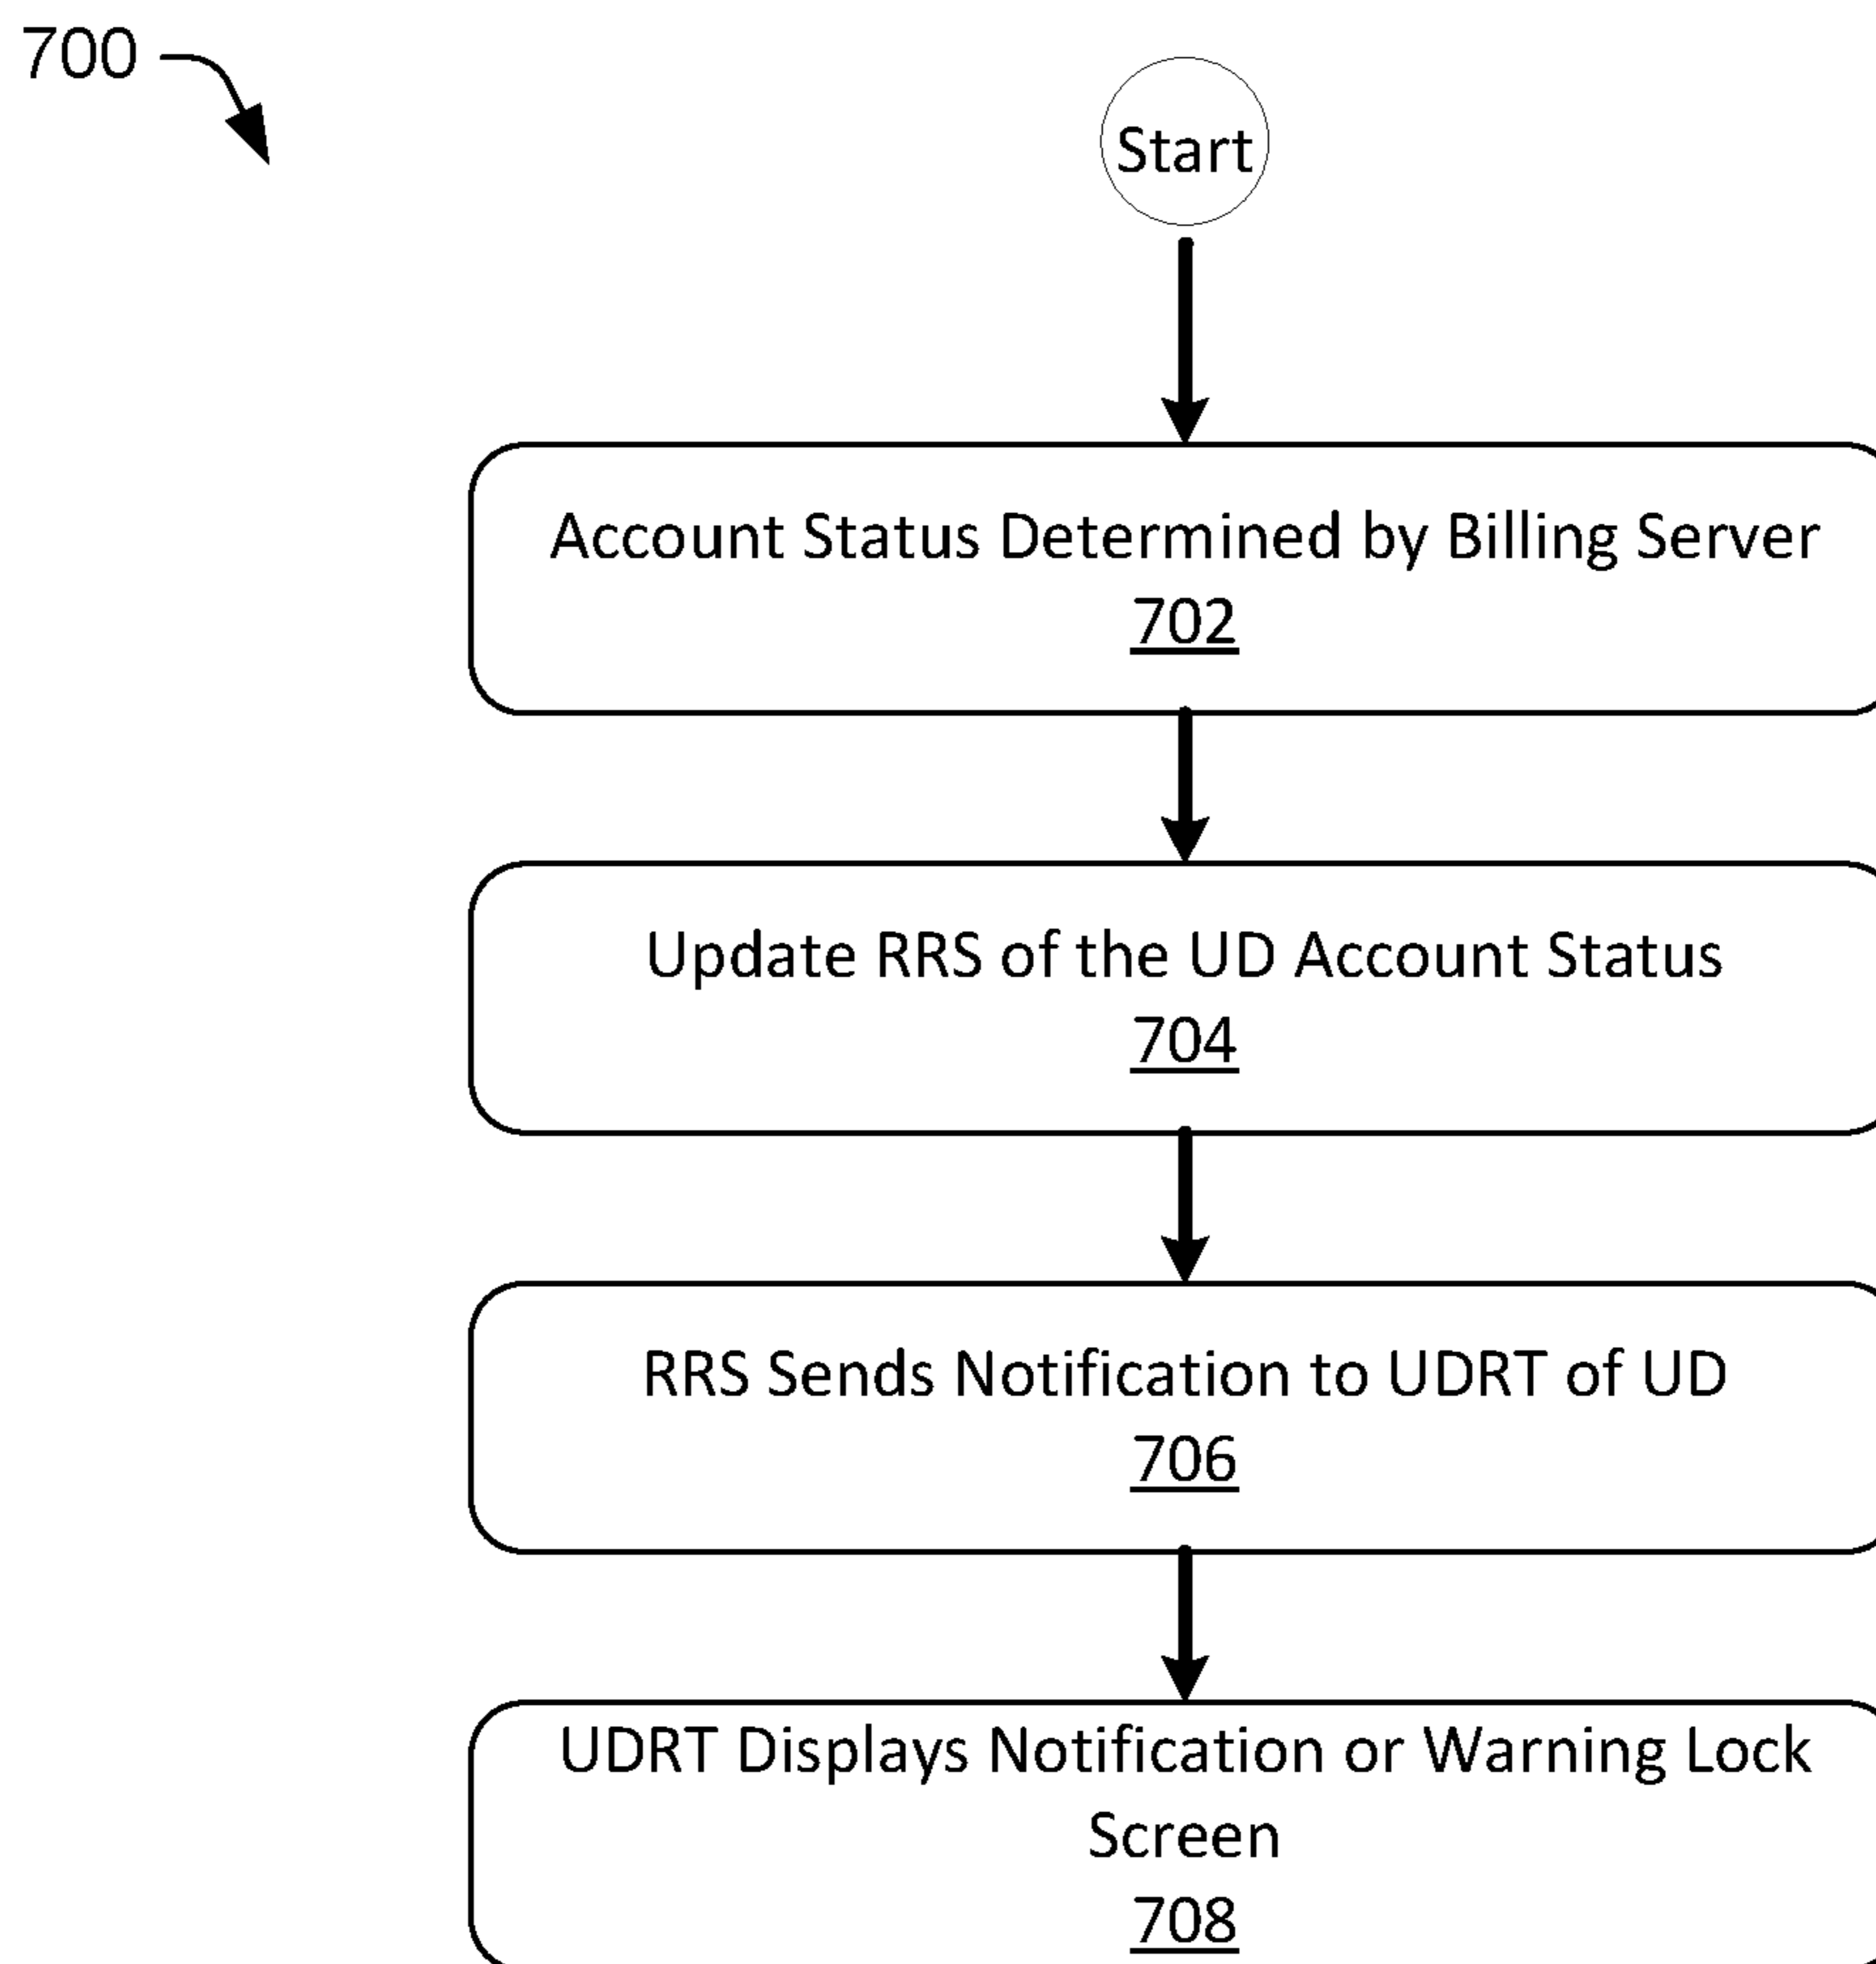 700
Start
Account Status Determined by Billing Server
702
Update RRS of the UD Account Status
704
RRS Sends Notification to UDRT of UD
706
UDRT Displays Notification or Warning Lock
Screen
708